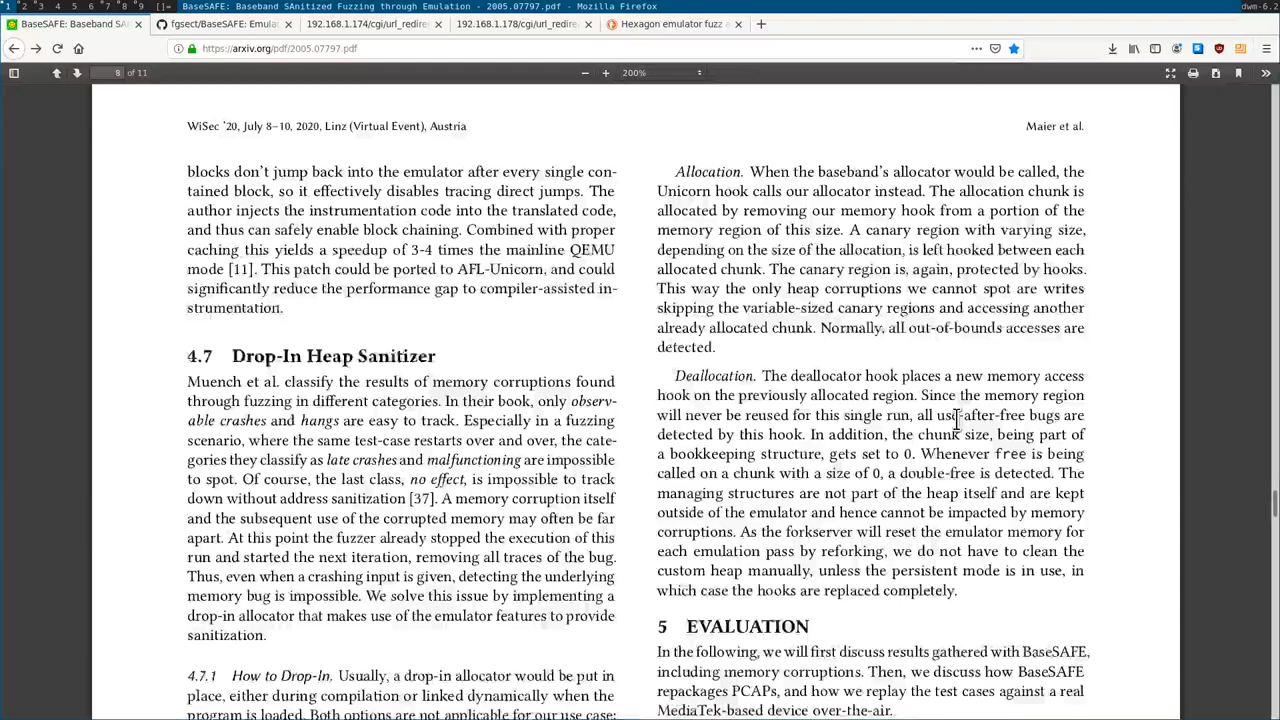 1 2 3 4 5 6 7 8 9 []= BaseSAFE: Baseband SAnitized Fuzzing through Emulation - 2005.07797.pdf - Mozilla Firefox dwm-6.2
BaseSAFE: Baseband SA × fgsect/BaseSAFE: Emula × 192.168.1.174/cgi/url_redirec × 192.168.1.178/cgi/url_redirec × Hexagon emulator fuzz a ×
https://arxiv.org/pdf/2005.07797.pdf
8 of 11 200%
WiSec '20, July 8–10, 2020, Linz (Virtual Event), Austria
Maier et al.
blocks don't jump back into the emulator after every single con-
tained block, so it effectively disables tracing direct jumps. The
author injects the instrumentation code into the translated code,
and thus can safely enable block chaining. Combined with proper
caching this yields a speedup of 3-4 times the mainline QEMU
mode [11]. This patch could be ported to AFL-Unicorn, and could
significantly reduce the performance gap to compiler-assisted in-
strumentation.
4.7 Drop-In Heap Sanitizer
Muench et al. classify the results of memory corruptions found
through fuzzing in different categories. In their book, only observ-
able crashes and hangs are easy to track. Especially in a fuzzing
scenario, where the same test-case restarts over and over, the cate-
gories they classify as late crashes and malfunctioning are impossible
to spot. Of course, the last class, no effect, is impossible to track
down without address sanitization [37]. A memory corruption itself
and the subsequent use of the corrupted memory may often be far
apart. At this point the fuzzer already stopped the execution of this
run and started the next iteration, removing all traces of the bug.
Thus, even when a crashing input is given, detecting the underlying
memory bug is impossible. We solve this issue by implementing a
drop-in allocator that makes use of the emulator features to provide
sanitization.
4.7.1 How to Drop-In. Usually, a drop-in allocator would be put in
place, either during compilation or linked dynamically when the
program is loaded. Both options are not applicable for our use case:
Allocation. When the baseband's allocator would be called, the
Unicorn hook calls our allocator instead. The allocation chunk is
allocated by removing our memory hook from a portion of the
memory region of this size. A canary region with varying size,
depending on the size of the allocation, is left hooked between each
allocated chunk. The canary region is, again, protected by hooks.
This way the only heap corruptions we cannot spot are writes
skipping the variable-sized canary regions and accessing another
already allocated chunk. Normally, all out-of-bounds accesses are
detected.
Deallocation. The deallocator hook places a new memory access
hook on the previously allocated region. Since the memory region
will never be reused for this single run, all use-after-free bugs are
detected by this hook. In addition, the chunk size, being part of
a bookkeeping structure, gets set to 0. Whenever free is being
called on a chunk with a size of 0, a double-free is detected. The
managing structures are not part of the heap itself and are kept
outside of the emulator and hence cannot be impacted by memory
corruptions. As the forkserver will reset the emulator memory for
each emulation pass by reforking, we do not have to clean the
custom heap manually, unless the persistent mode is in use, in
which case the hooks are replaced completely.
5 EVALUATION
In the following, we will first discuss results gathered with BaseSAFE,
including memory corruptions. Then, we discuss how BaseSAFE
repackages PCAPs, and how we replay the test cases against a real
MediaTek-based device over-the-air.